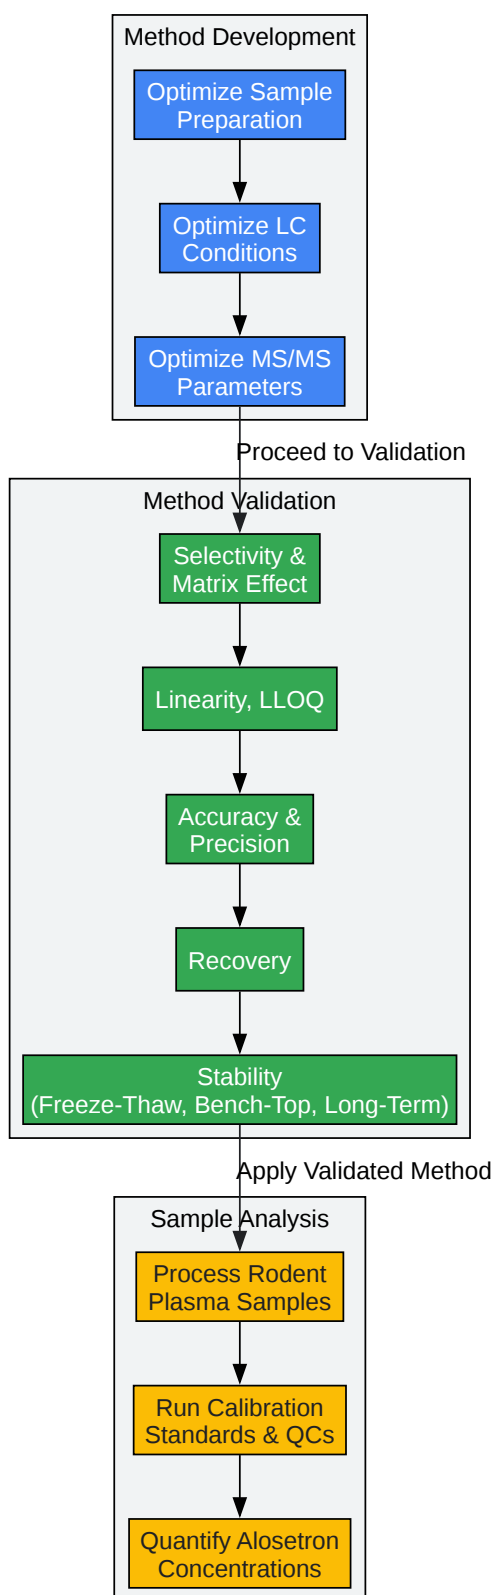 Method Development
Optimize Sample
Preparation
Optimize LC
Conditions
Optimize MS/MS
Parameters
Proceed to Validation
Method Validation
Selectivity &
Matrix Effect
Linearity, LLOQ
Accuracy &
Precision
Recovery
Stability
(Freeze-Thaw, Bench-Top, Long-Term)
Apply Validated Method
Sample Analysis
Process Rodent
Plasma Samples
Run Calibration
Standards & QCs
Quantify Alosetron
Concentrations